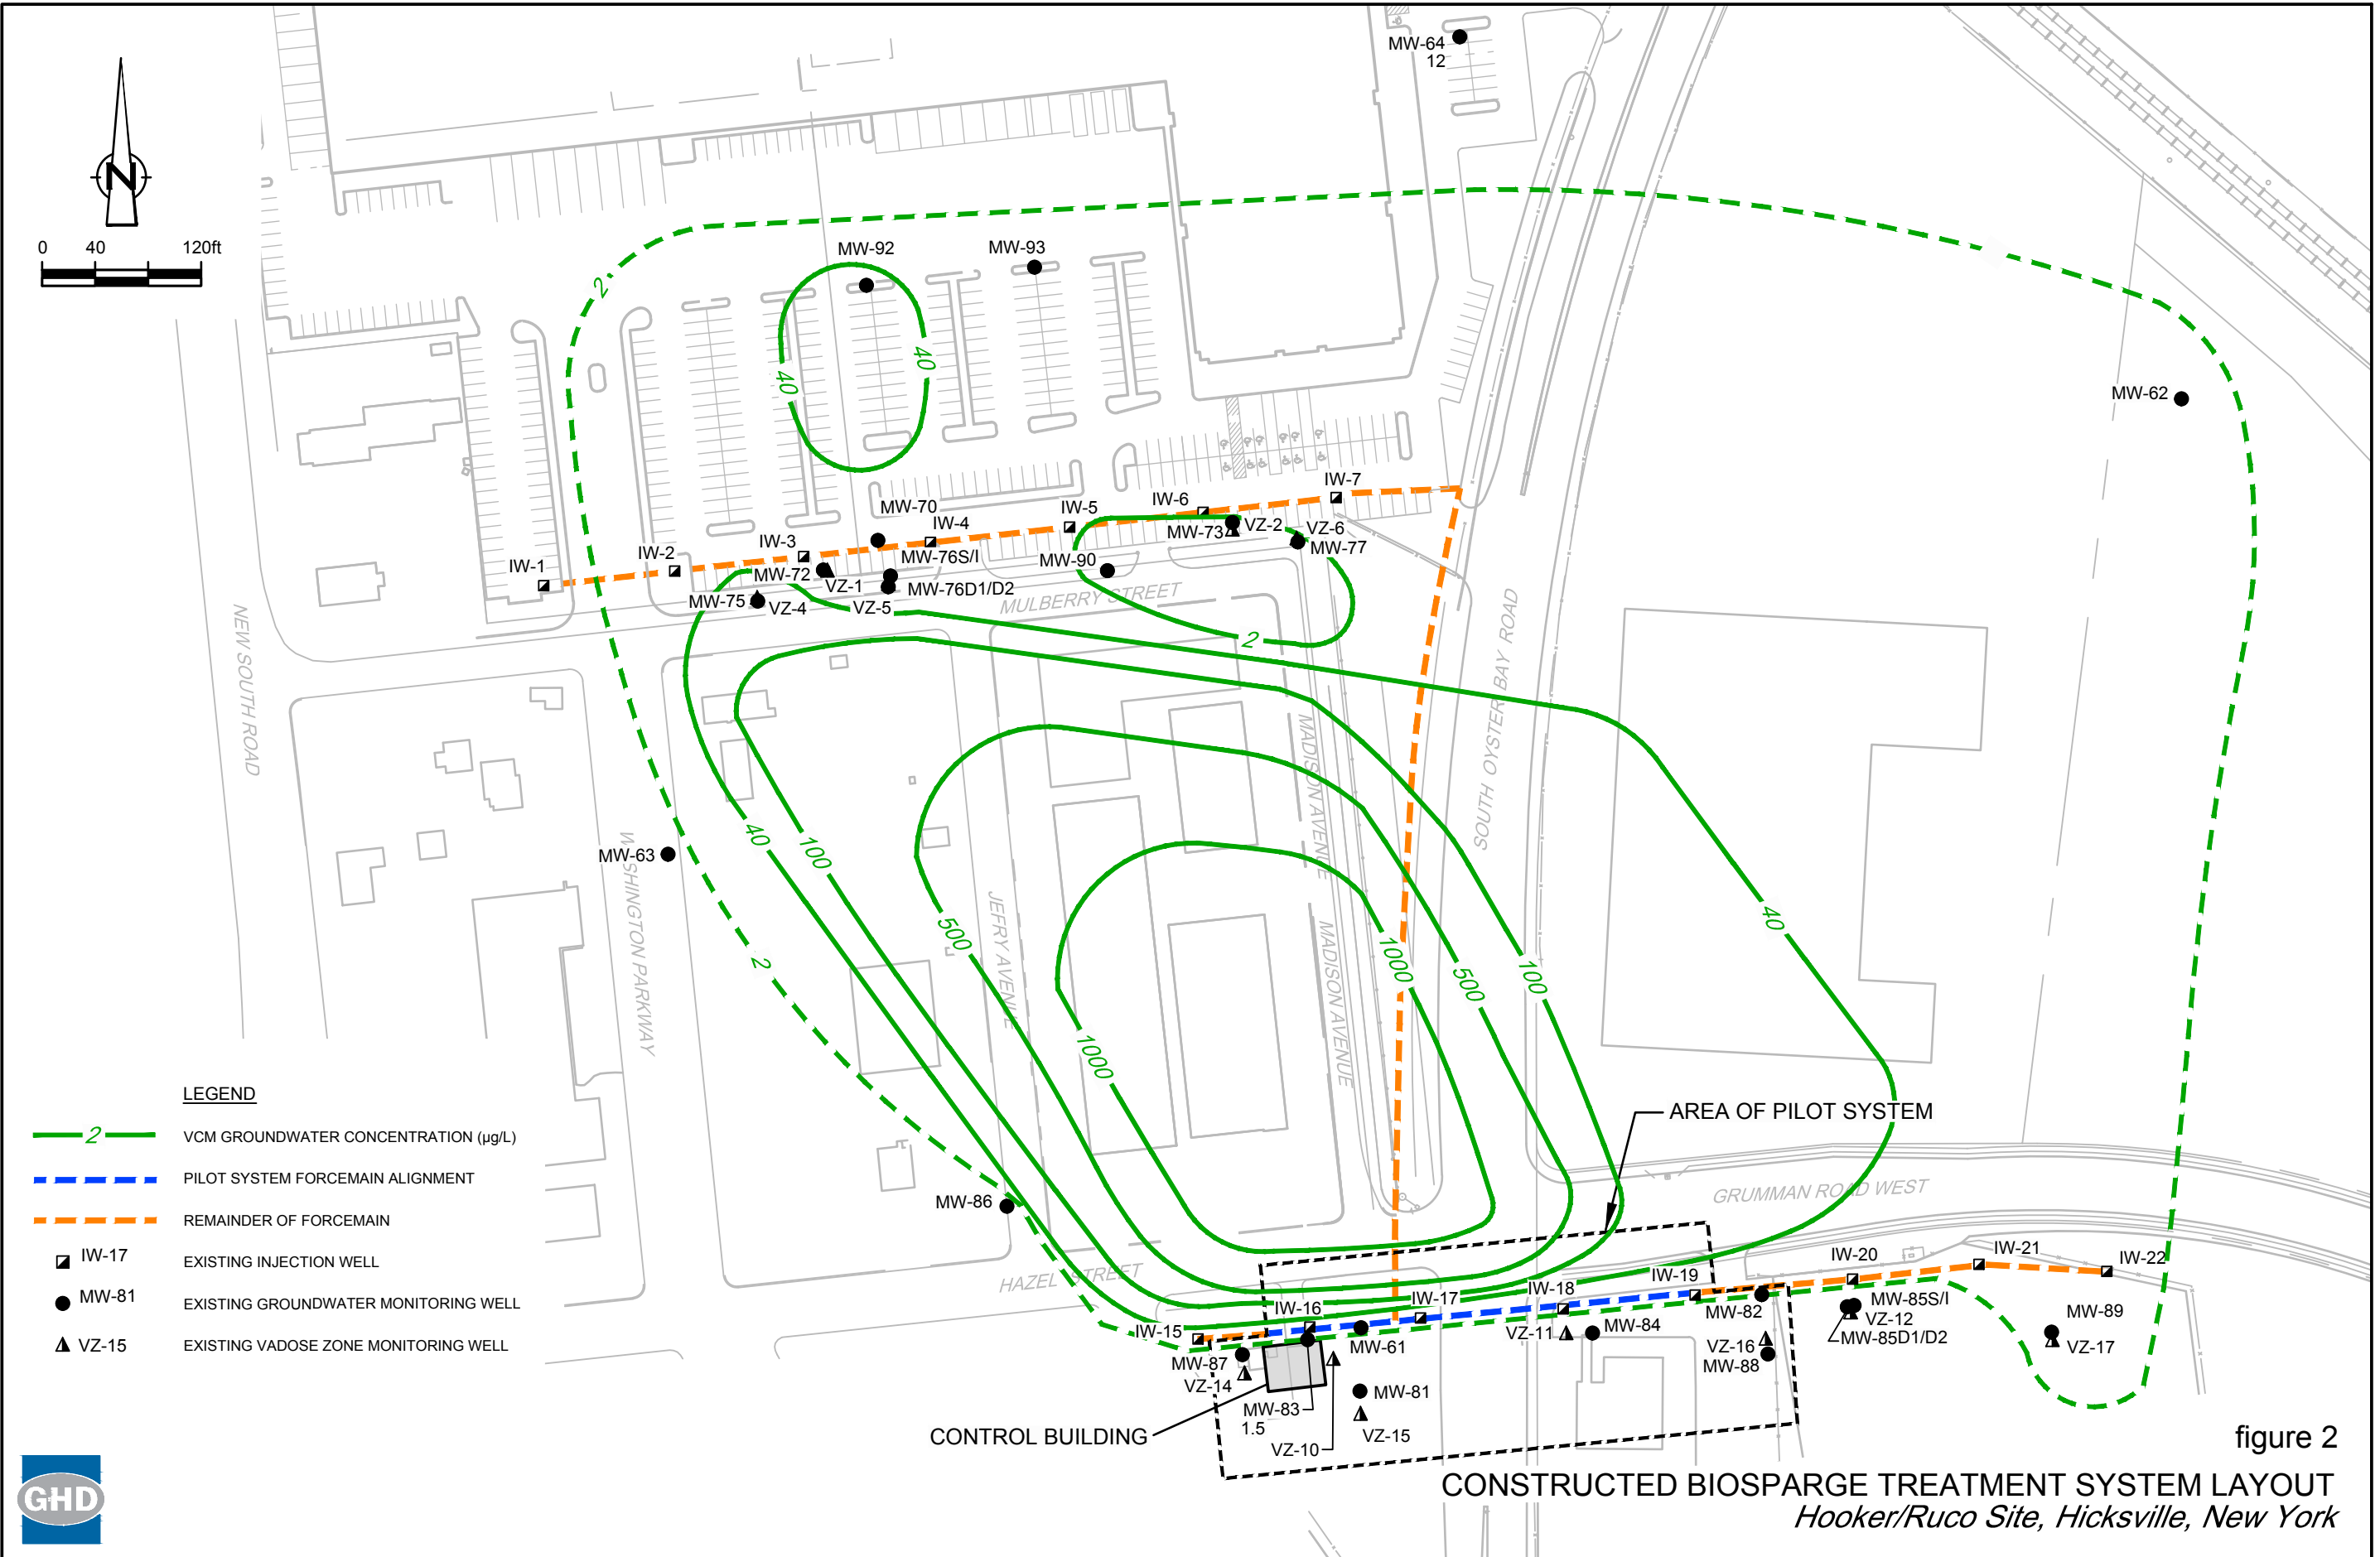 MW-64
12
N
0 40 120ft
MW-92
MW-93
2
40
40
MW-62
IW-7
MW-70
IW-6
IW-5
IW-4
VZ-2
VZ-6
MW-73
IW-3
IW-2
MW-76S/I
MW-77
MW-90
IW-1
MW-72
VZ-1
MW-76D1/D2
MW-75
VZ-4
VZ-5
MULBERRY STREET
2
NEW SOUTH ROAD
SOUTH OYSTER BAY ROAD
MADISON AVENUE
40
100
MW-63
WASHINGTON PARKWAY
JERRY AVENUE
500
2
MADISON AVENUE
1000
500
100
40
1000
LEGEND
2 VCM GROUNDWATER CONCENTRATION (µg/L)
PILOT SYSTEM FORCEMAIN ALIGNMENT
REMAINDER OF FORCEMAIN
IW-17 EXISTING INJECTION WELL
MW-81 EXISTING GROUNDWATER MONITORING WELL
VZ-15 EXISTING VADOSE ZONE MONITORING WELL
AREA OF PILOT SYSTEM
GRUMMAN ROAD WEST
MW-86
HAZEL STREET
IW-15
IW-16
IW-17
IW-18
IW-19
IW-20
IW-21
IW-22
MW-82
MW-85S/I
VZ-12
MW-85D1/D2
MW-89
VZ-17
VZ-11
MW-84
VZ-16
MW-88
MW-61
MW-87
VZ-14
MW-83
1.5
MW-81
VZ-15
VZ-10
CONTROL BUILDING
figure 2
CONSTRUCTED BIOSPARGE TREATMENT SYSTEM LAYOUT
Hooker/Ruco Site, Hicksville, New York
GHD